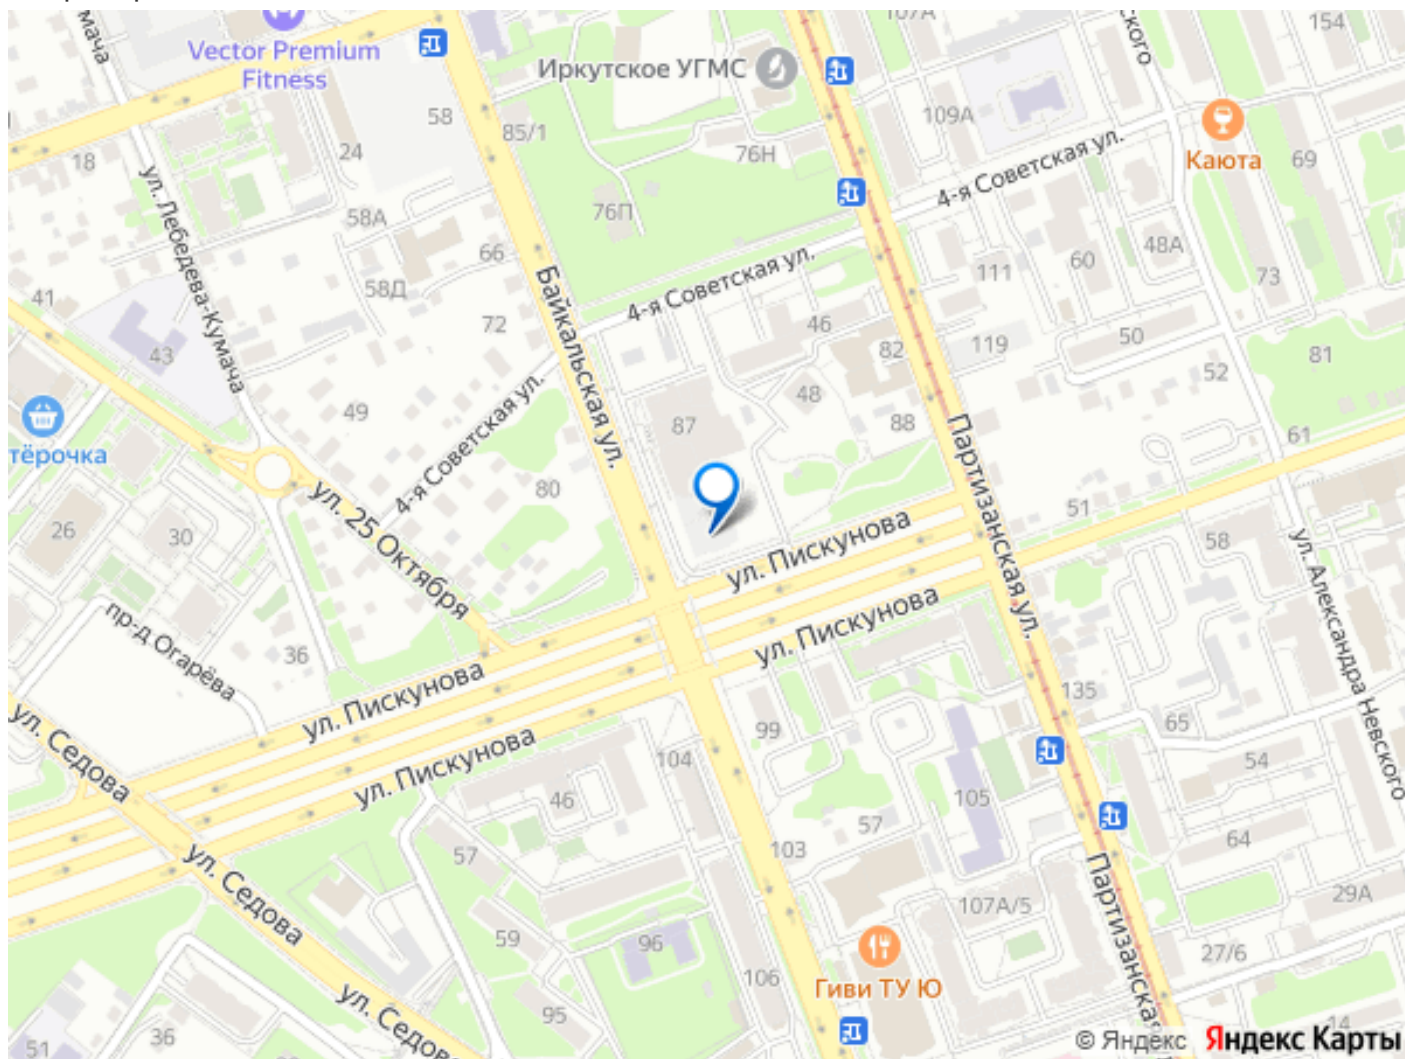 154
107А
Vector Premium
Fitness
Иркутское УГМС
58
85/1
109А
18
24
76Н
4-я Советская ул.
Каюта
69
ул. Лебедева-Кумача
58А
76П
66
48А
41
58Д
Байкальская ул.
4-я Советская ул.
111
60
73
72
46
43
82
119
50
81
52
49
48
87
88
61
4-я Советская ул.
Партизанская ул.
80
51
26
30
ул. 25 Октября
ул. Пискунова
58
ул. Александра Невского
пр-д Огарёва
36
ул. Пискунова
ул. Пискунова
135
ул. Седова
99
65
ул. Пискунова
104
54
46
105
57
57
103
64
ул. Седова
Партизанская
107А/5
29А
59
96
27/6
106
Гиви ТУ Ю
ул. Седова
95
36
51
14
© Яндекс Яндекс Карты